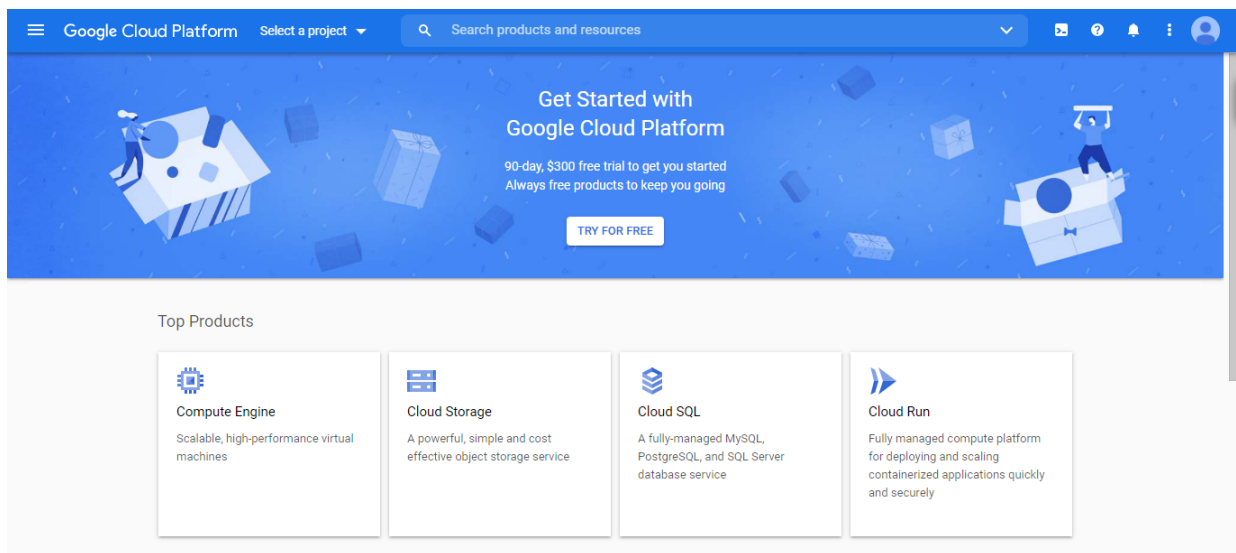 Google Cloud Platform
Select a project
Search products and resources
Get Started with
Google Cloud Platform
90-day, $300 free trial to get you started
Always free products to keep you going
TRY FOR FREE
Top Products
Compute Engine
Scalable, high-performance virtual
machines
Cloud Storage
A powerful, simple and cost
effective object storage service
Cloud SQL
A fully-managed MySQL,
PostgreSQL, and SQL Server
database service
Cloud Run
Fully managed compute platform
for deploying and scaling
containerized applications quickly
and securely